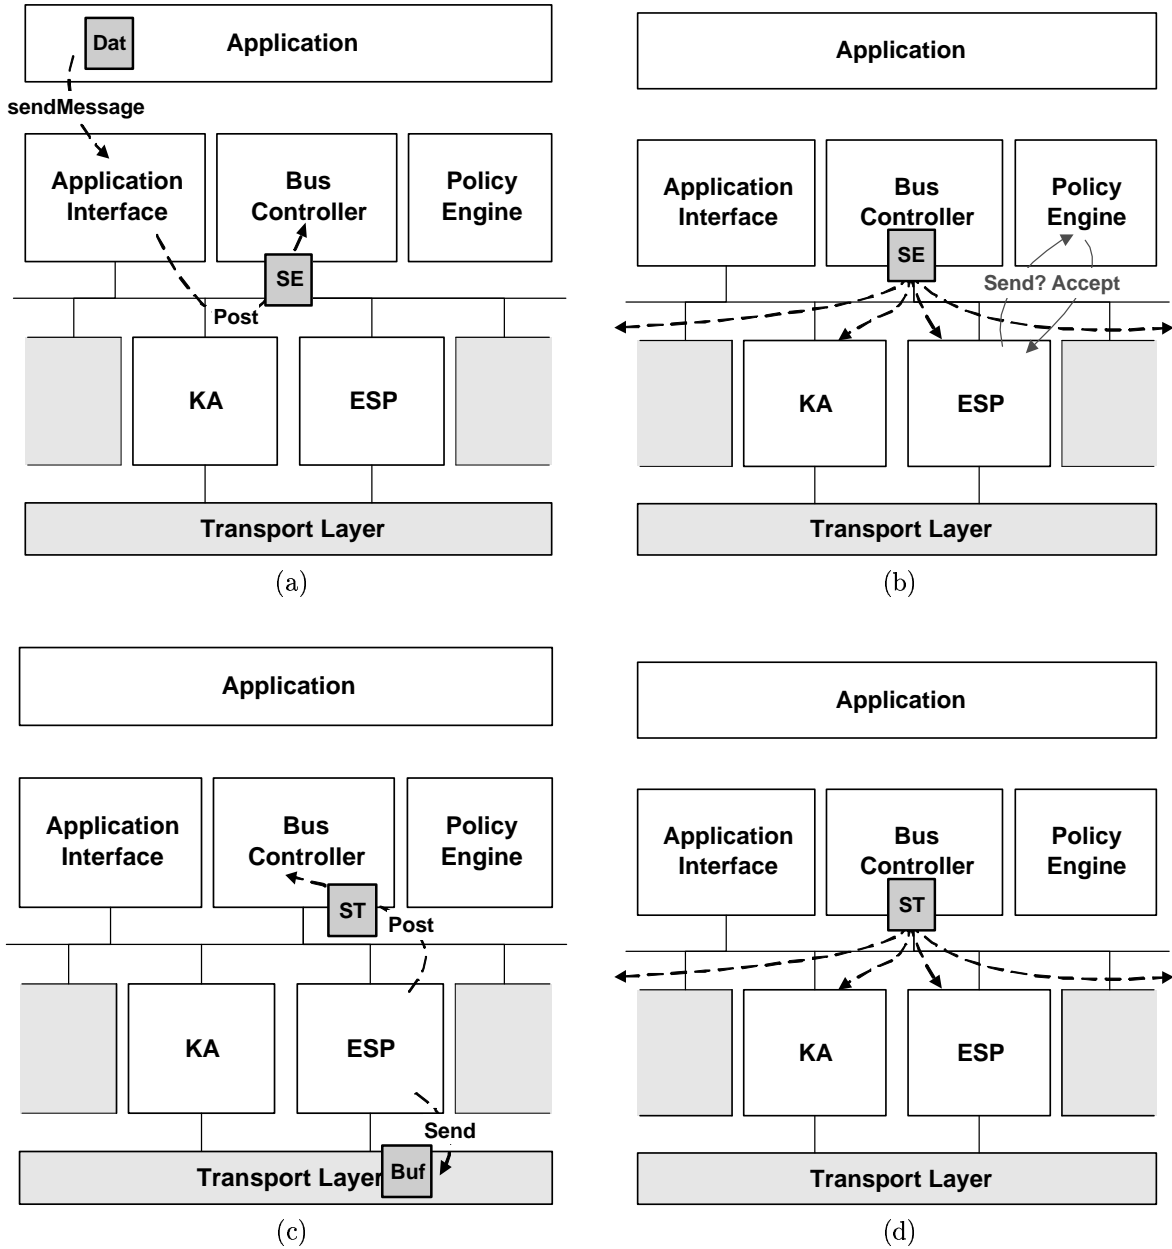 Dat
Application
sendMessage
Application
Interface
Bus
Controller
Policy
Engine
SE
Post
KA
ESP
Transport Layer
(a)
Application
Application
Interface
Bus
Controller
Policy
Engine
SE
Send? Accept
KA
ESP
Transport Layer
(b)
Application
Application
Interface
Bus
Controller
Policy
Engine
ST
Post
KA
ESP
Send
Transport Layer
Buf
(c)
Application
Application
Interface
Bus
Controller
Policy
Engine
ST
KA
ESP
Transport Layer
(d)